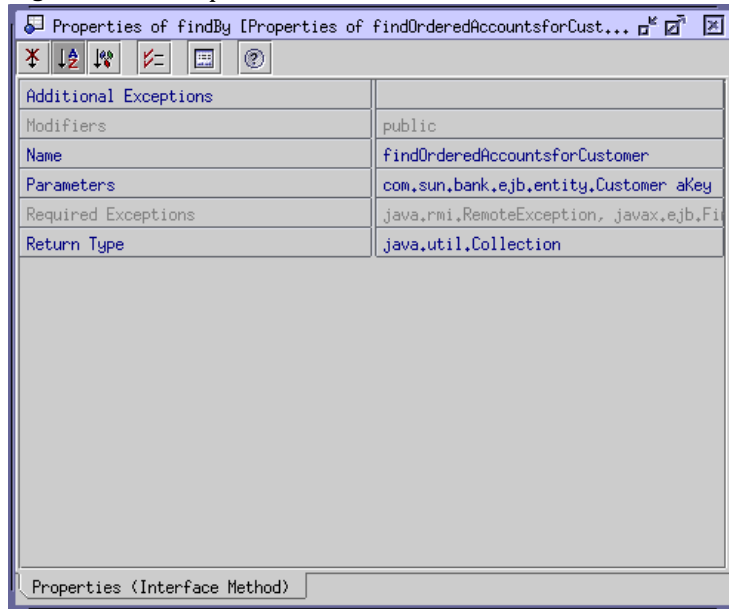 Properties of findBy [Properties of findOrderedAccountsforCust...
Additional Exceptions
Modifiers public
Name findOrderedAccountsforCustomer
Parameters com.sun.bank.ejb.entity.Customer aKey
Required Exceptions java.rmi.RemoteException, javax.ejb.Fi
Return Type java.util.Collection
Properties (Interface Method)